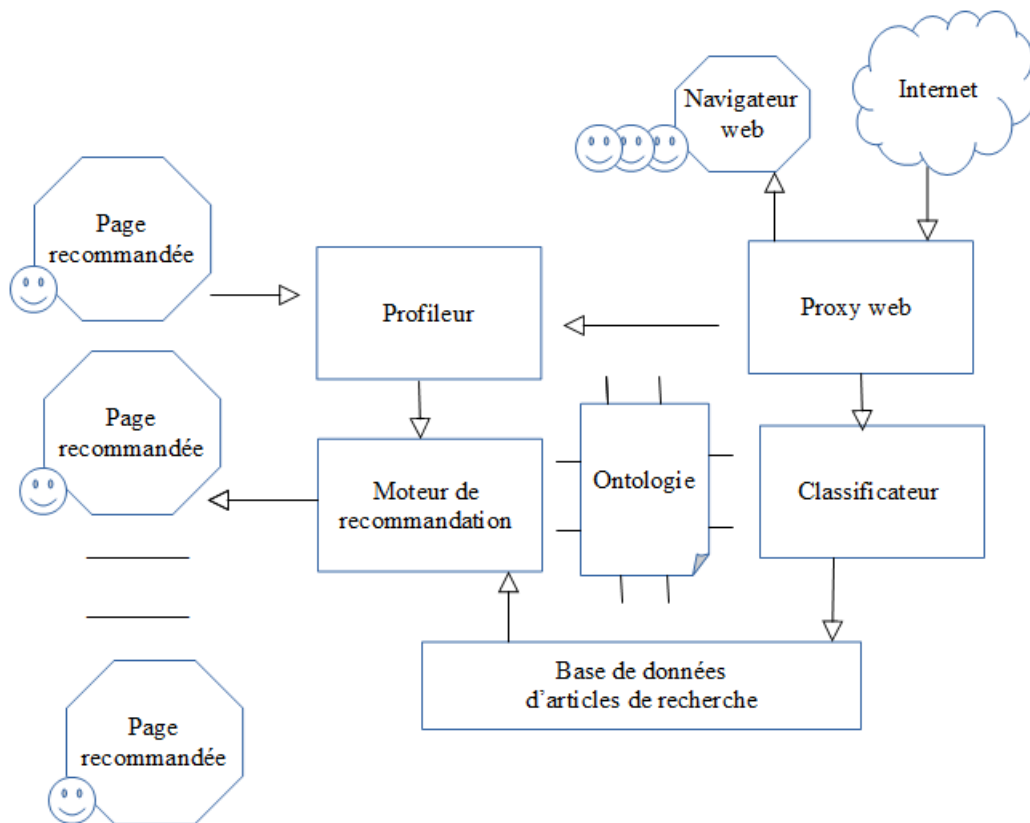 Navigateur
web
Internet
Page
recommandée
Profileur
Proxy web
Page
recommandée
Moteur de
recommandation
Ontologie
Classificateur
Base de données
d'articles de recherche
Page
recommandée